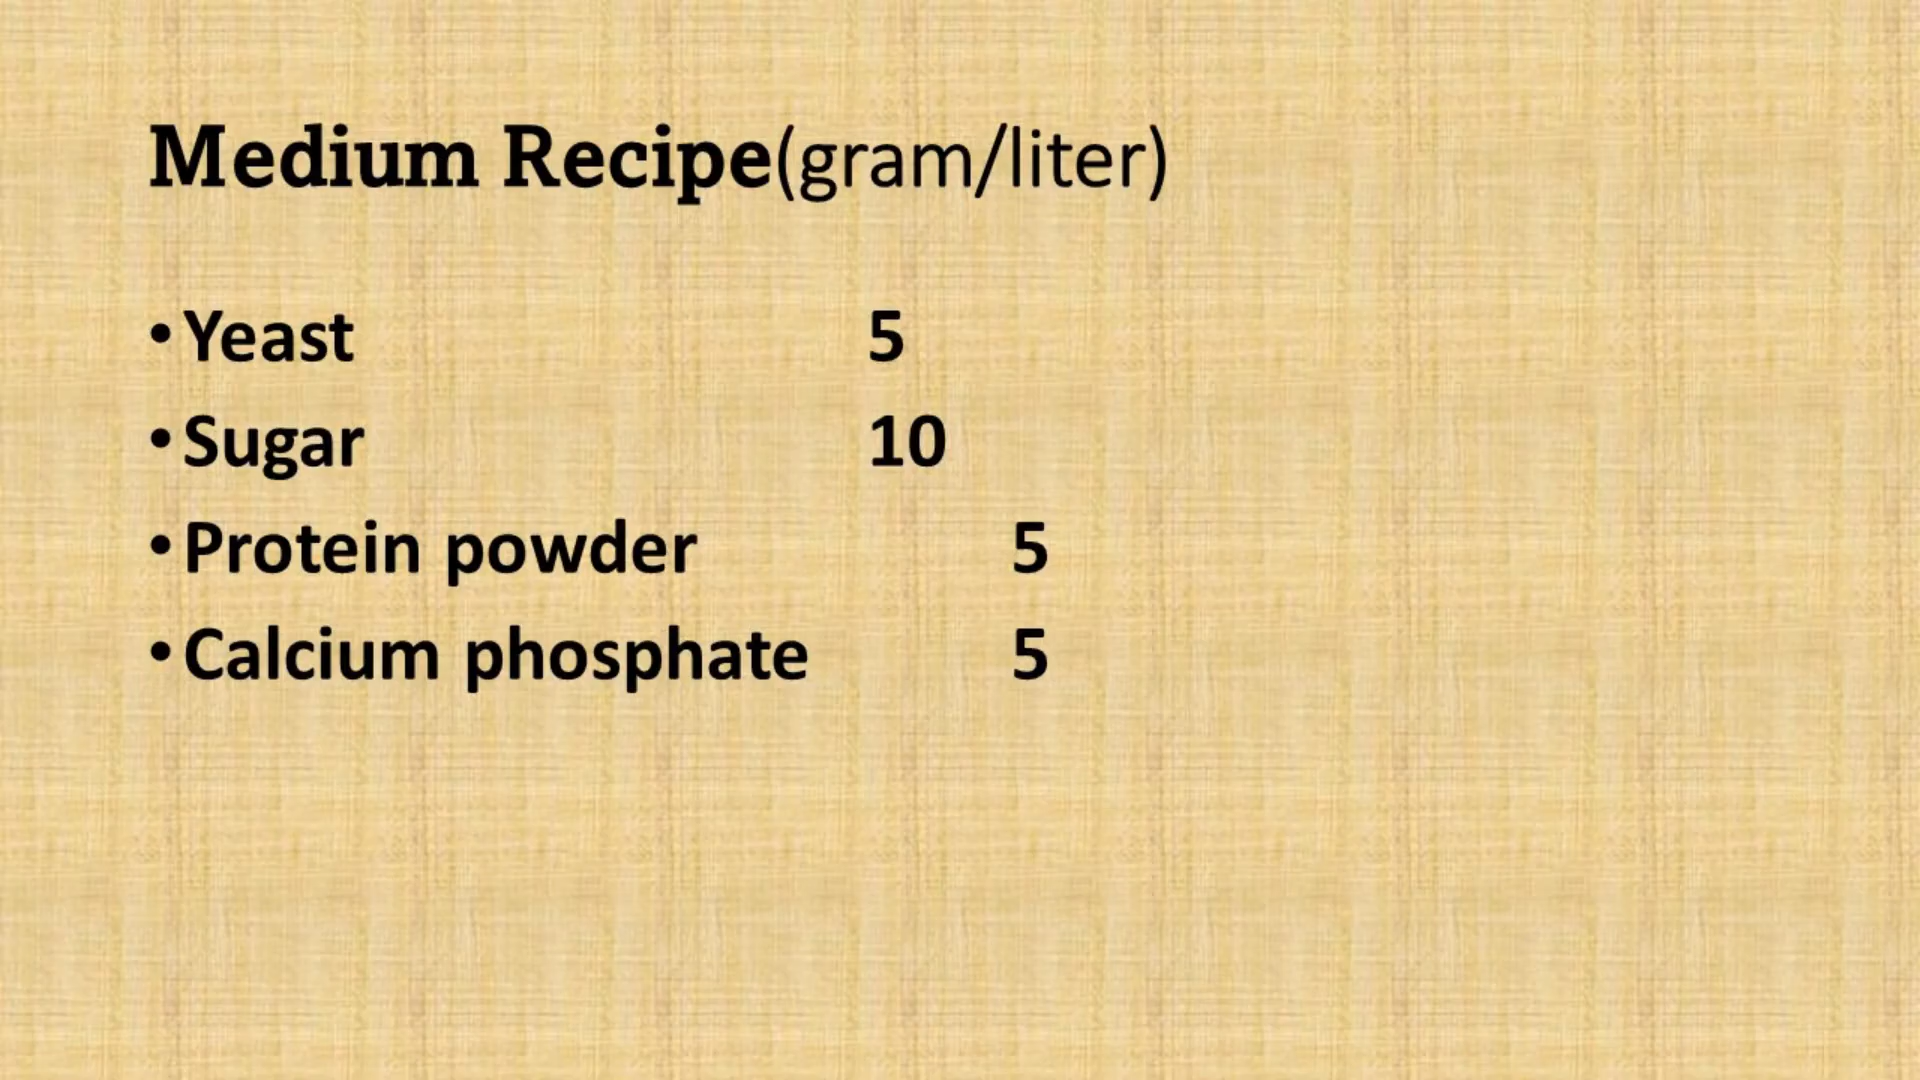 Medium Recipe(gram/liter)
• Yeast 5
• Sugar 10
• Protein powder 5
• Calcium phosphate 5